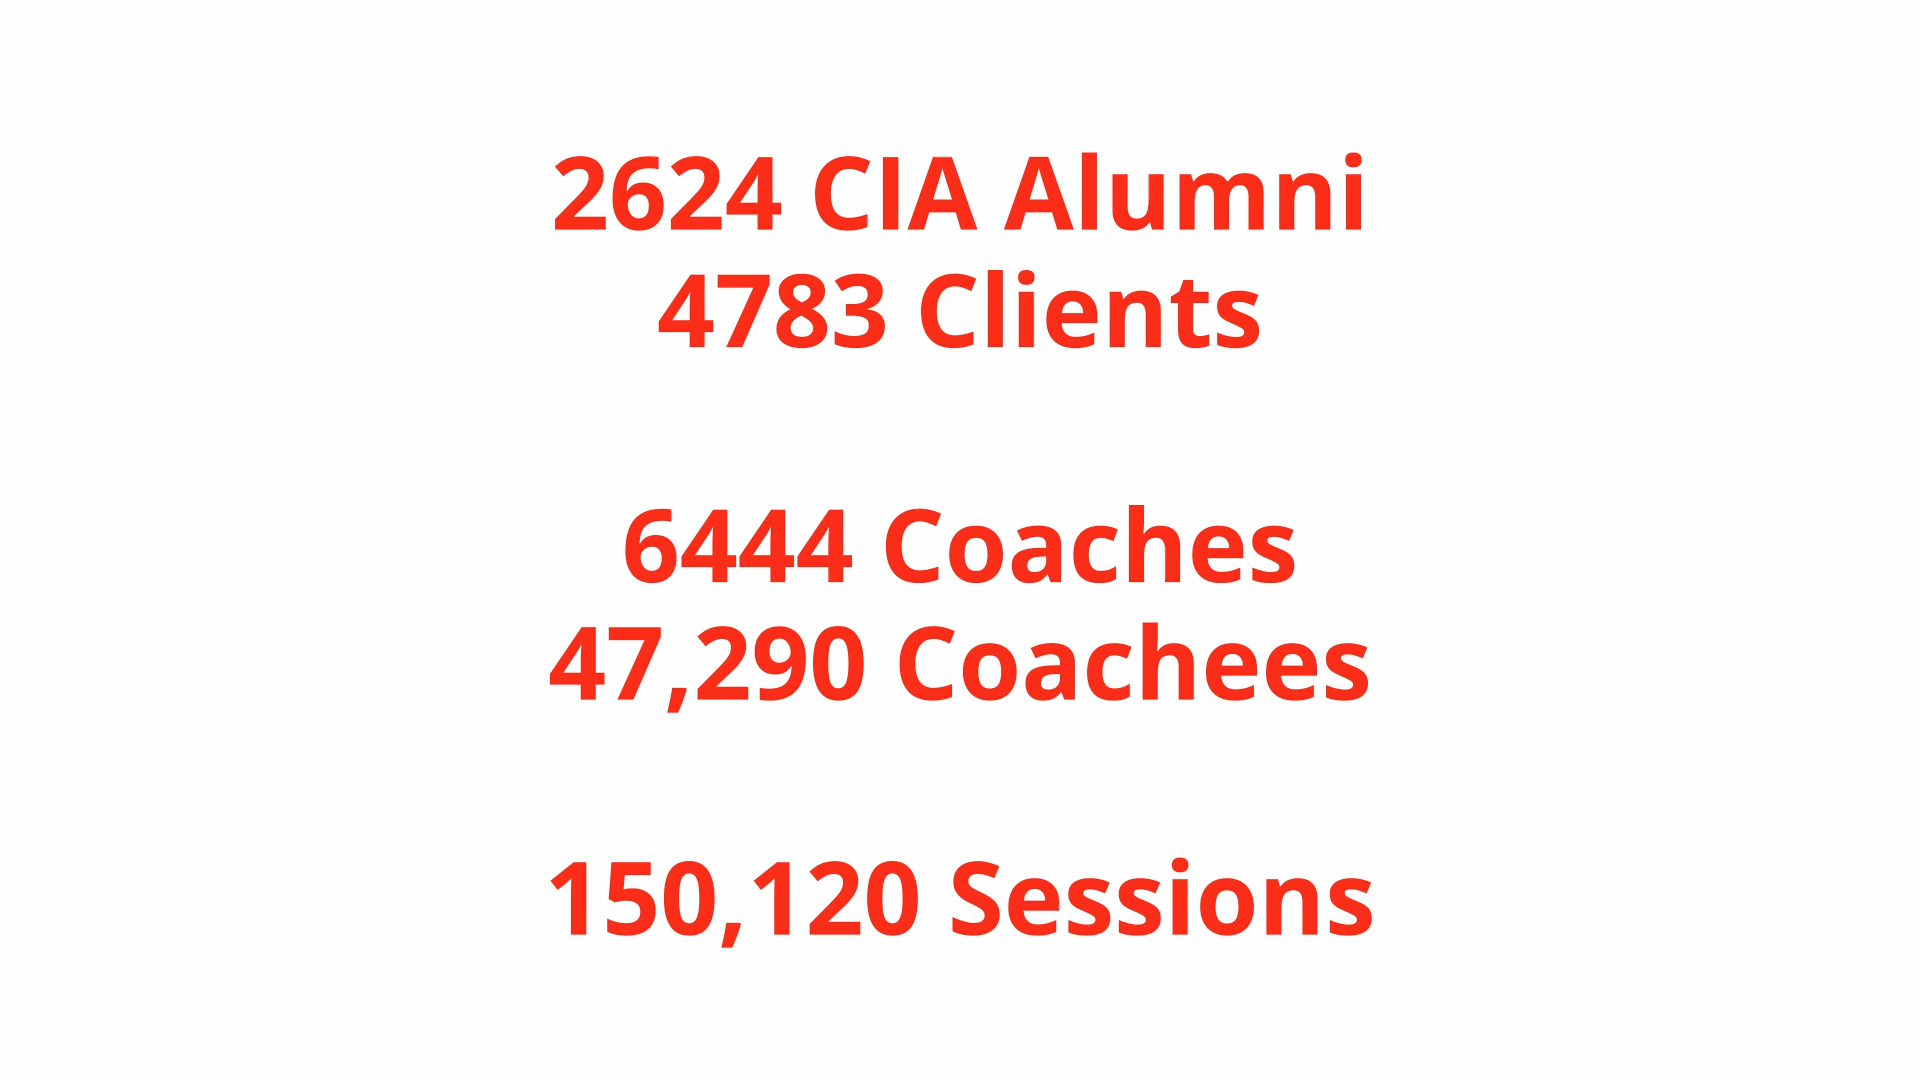 2624 CIA Alumni
4783 Clients
6444 Coaches
47,290 Coachees
150,120 Sessions